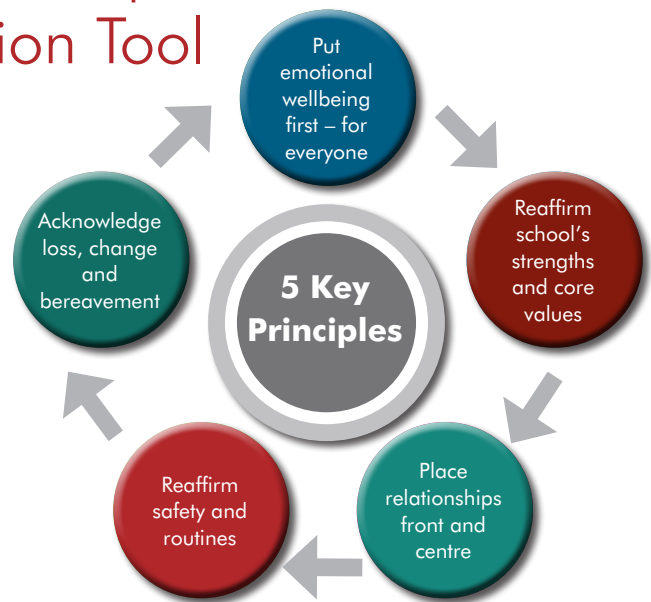 ion Tool
Put
emotional
wellbeing
first – for
everyone
Reaffirm
school's
strengths
and core
values
Place
relationships
front and
centre
Reaffirm
safety and
routines
Acknowledge
loss, change
and
bereavement
5 Key
Principles